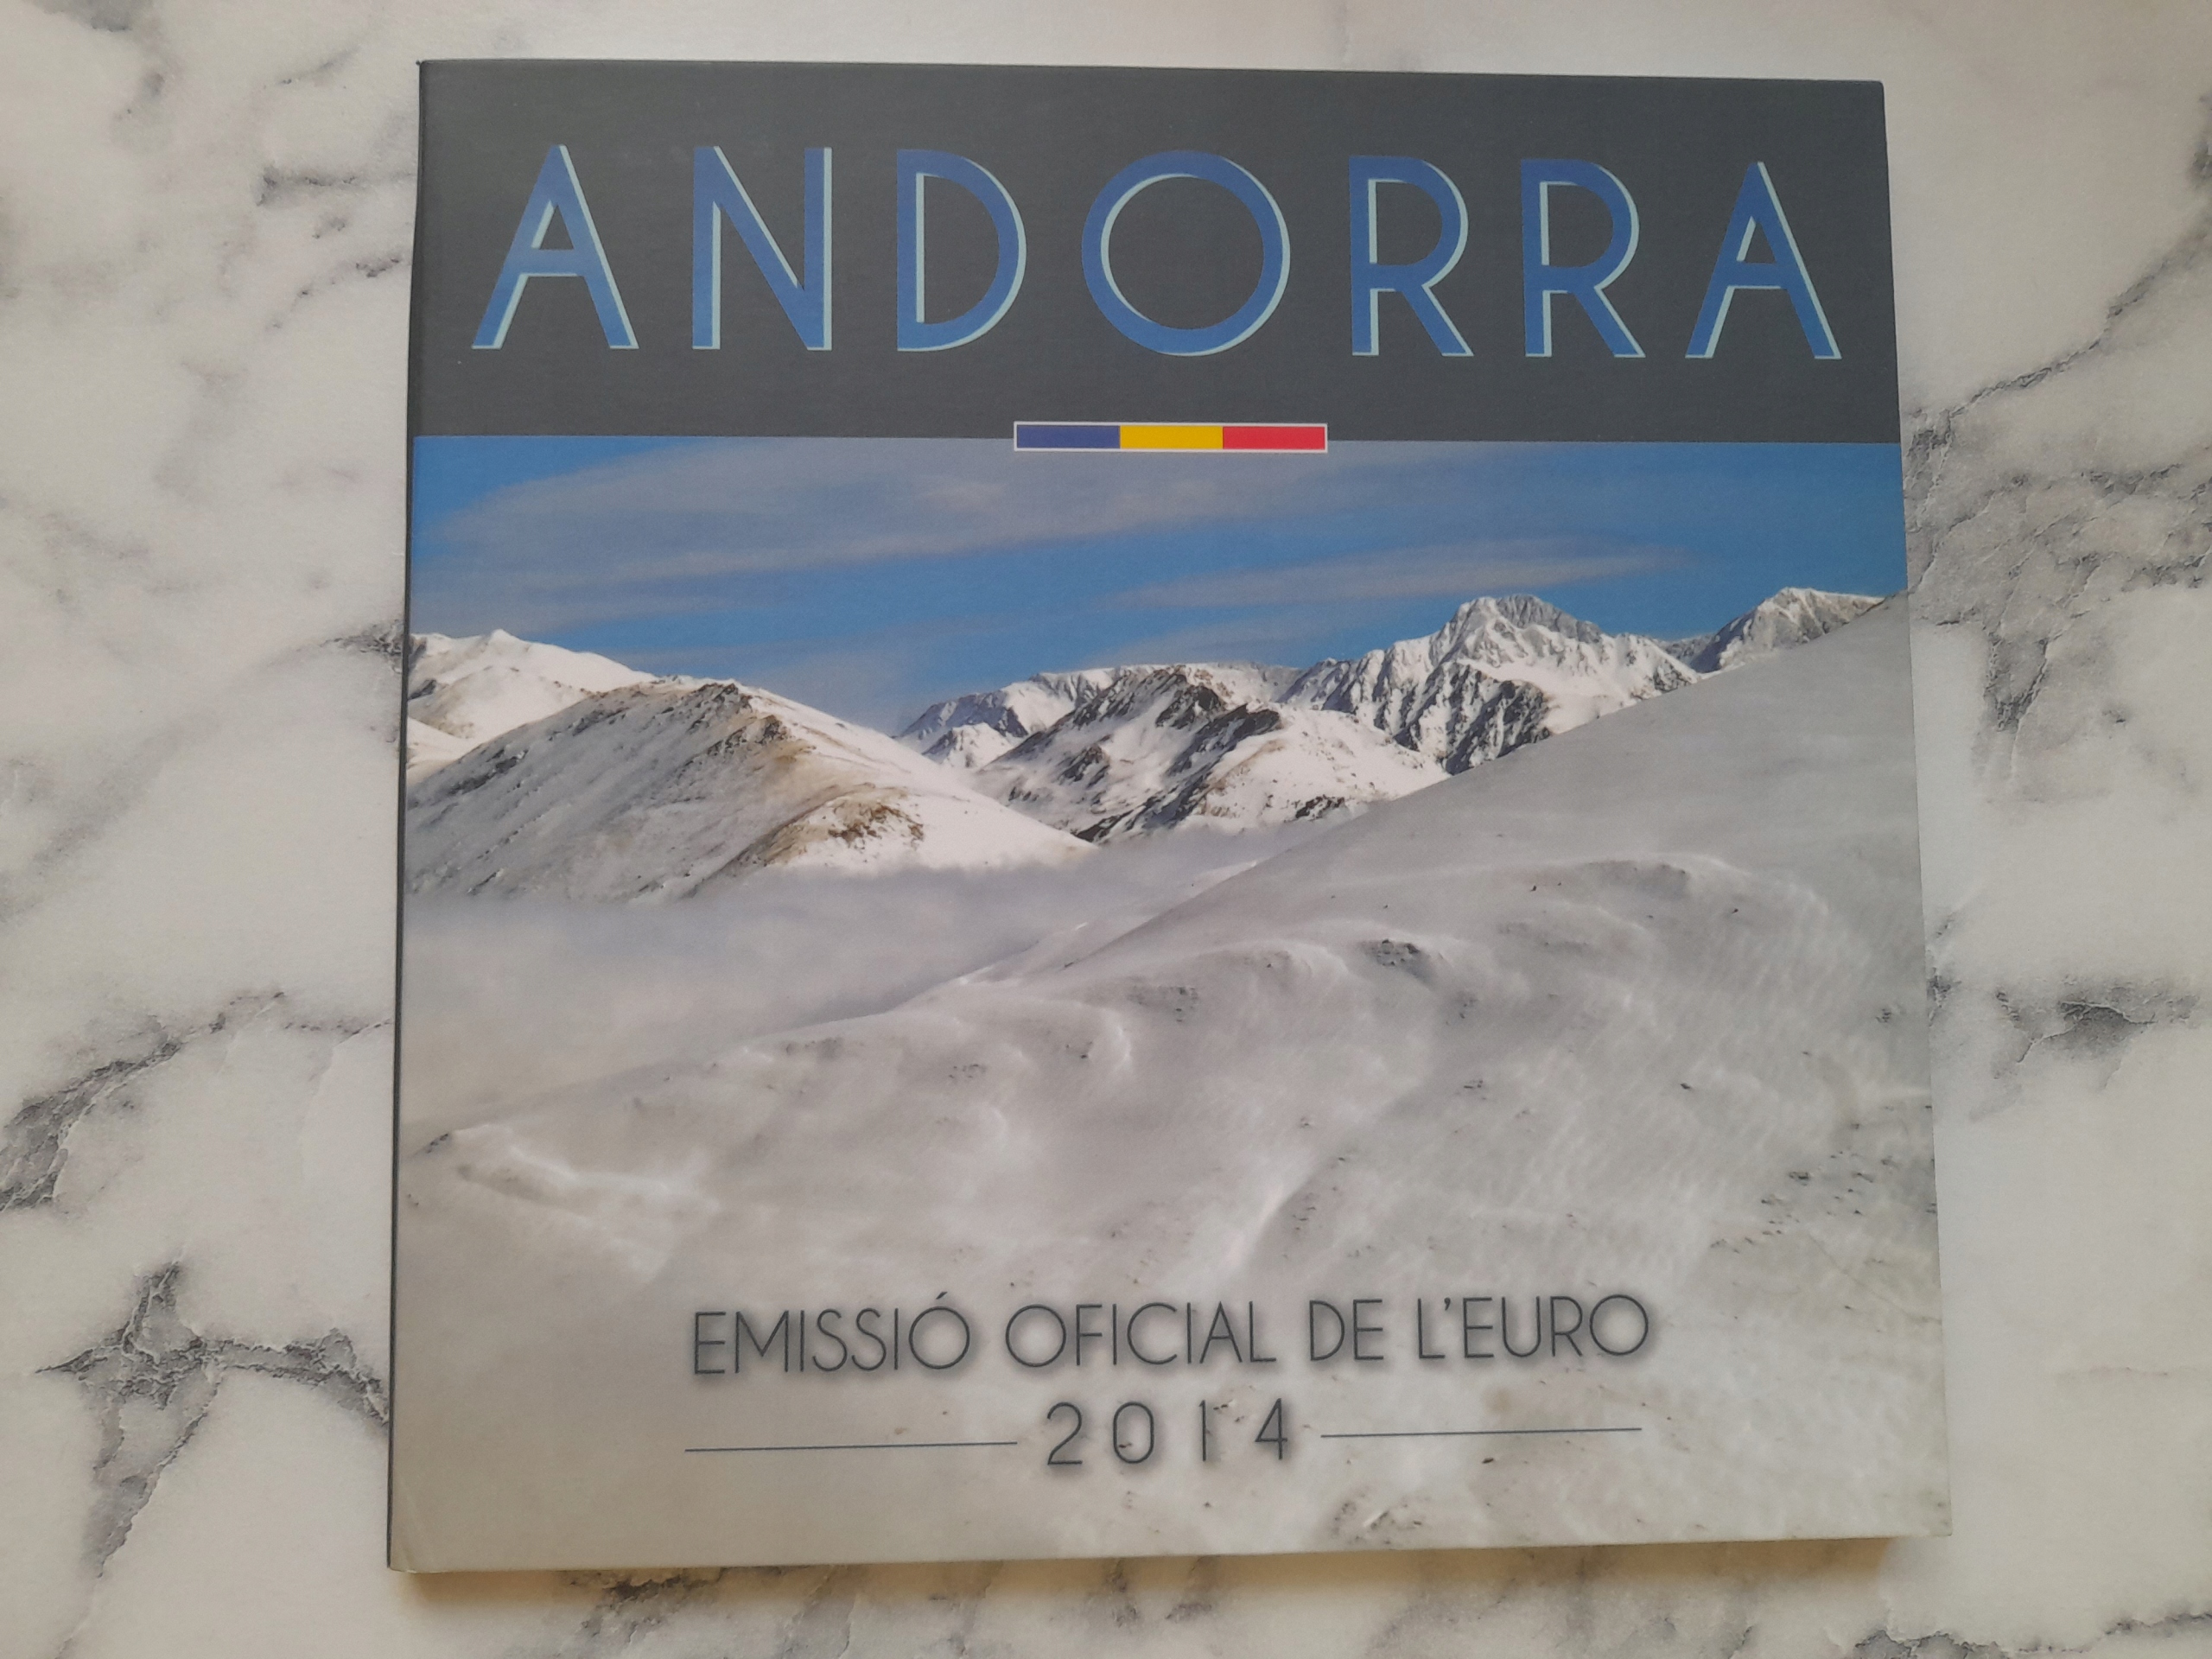 ANDORRA
EMISSIÓ OFICIAL DE L'EURO
2014